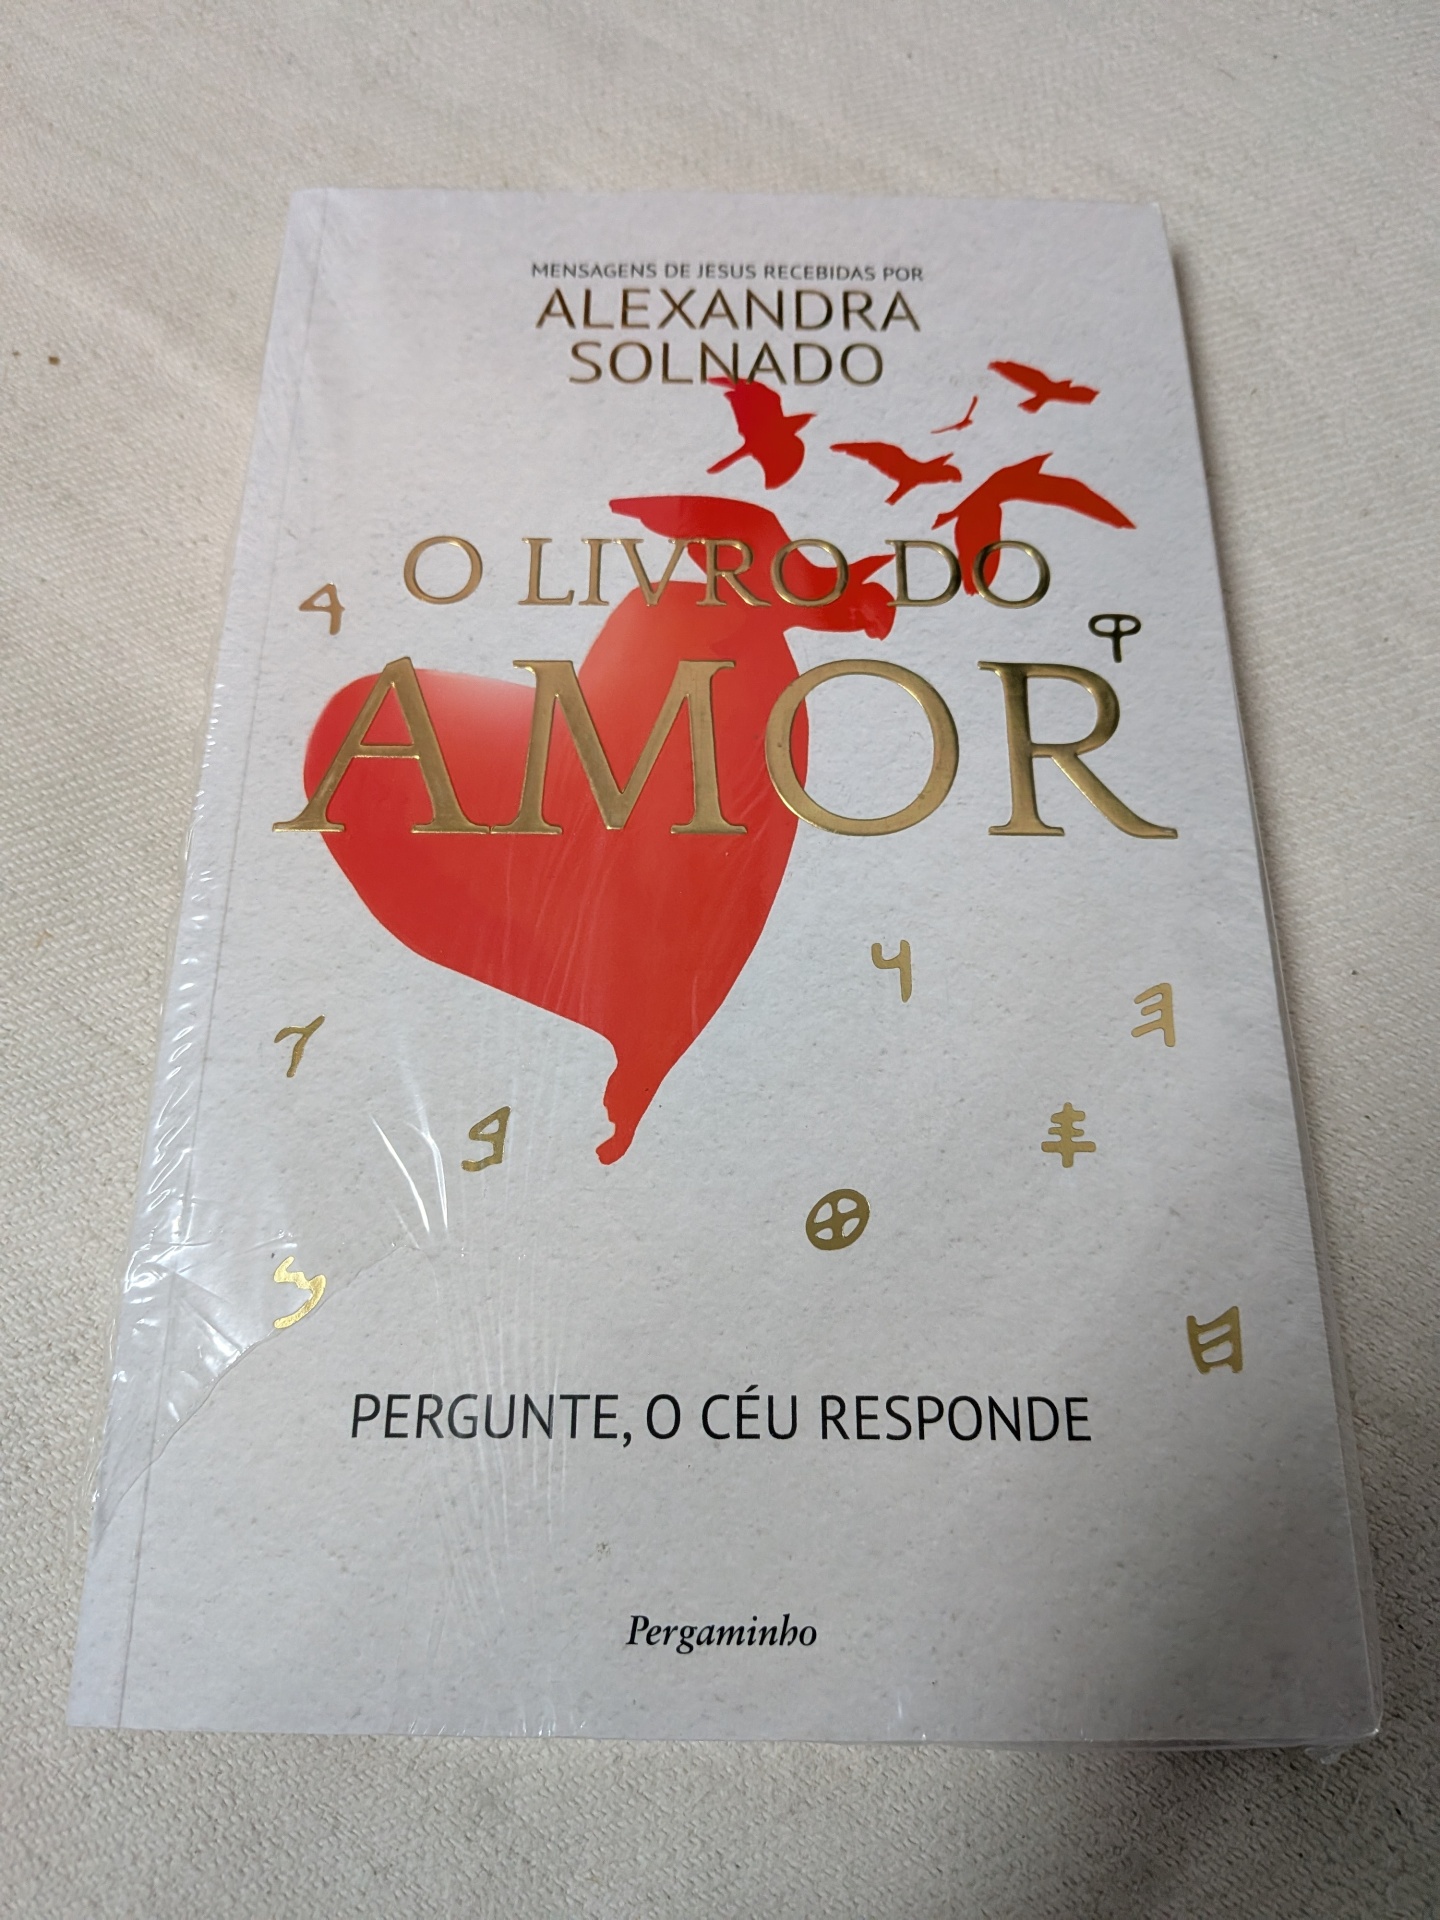 MENSAGENS DE JESUS RECEBIDAS POR
ALEXANDRA
SOLNADO
O LIVRO DO
AMOR
PERGUNTE, O CÉU RESPONDE
Pergaminho